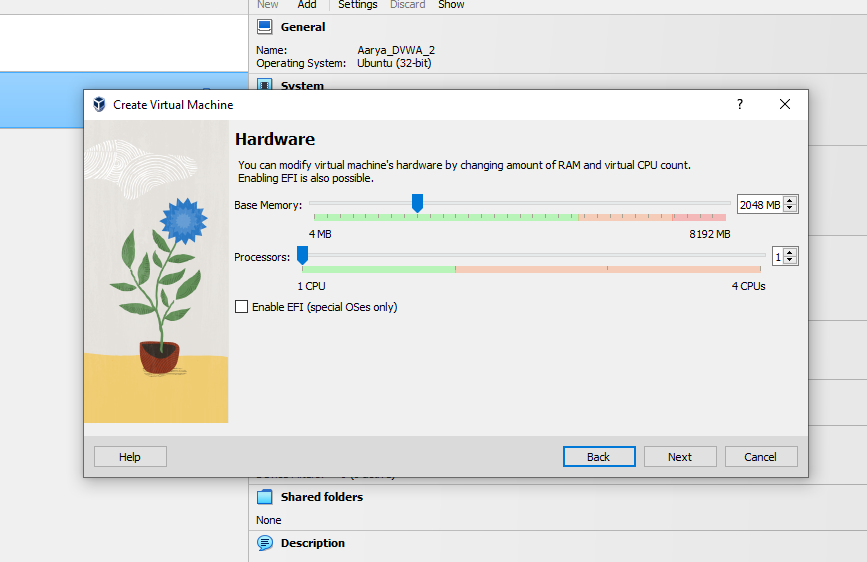 New Add Settings Discard Show
General
Name: Aarya_DVWA_2
Operating System: Ubuntu (32-bit)
System
Create Virtual Machine ?
Hardware
You can modify virtual machine's hardware by changing amount of RAM and virtual CPU count.
Enabling EFI is also possible.
Base Memory: 2048 MB
4 MB 8192 MB
Processors: 1
1 CPU 4 CPUs
Enable EFI (special OSes only)
Help Back Next Cancel
Shared folders
None
Description